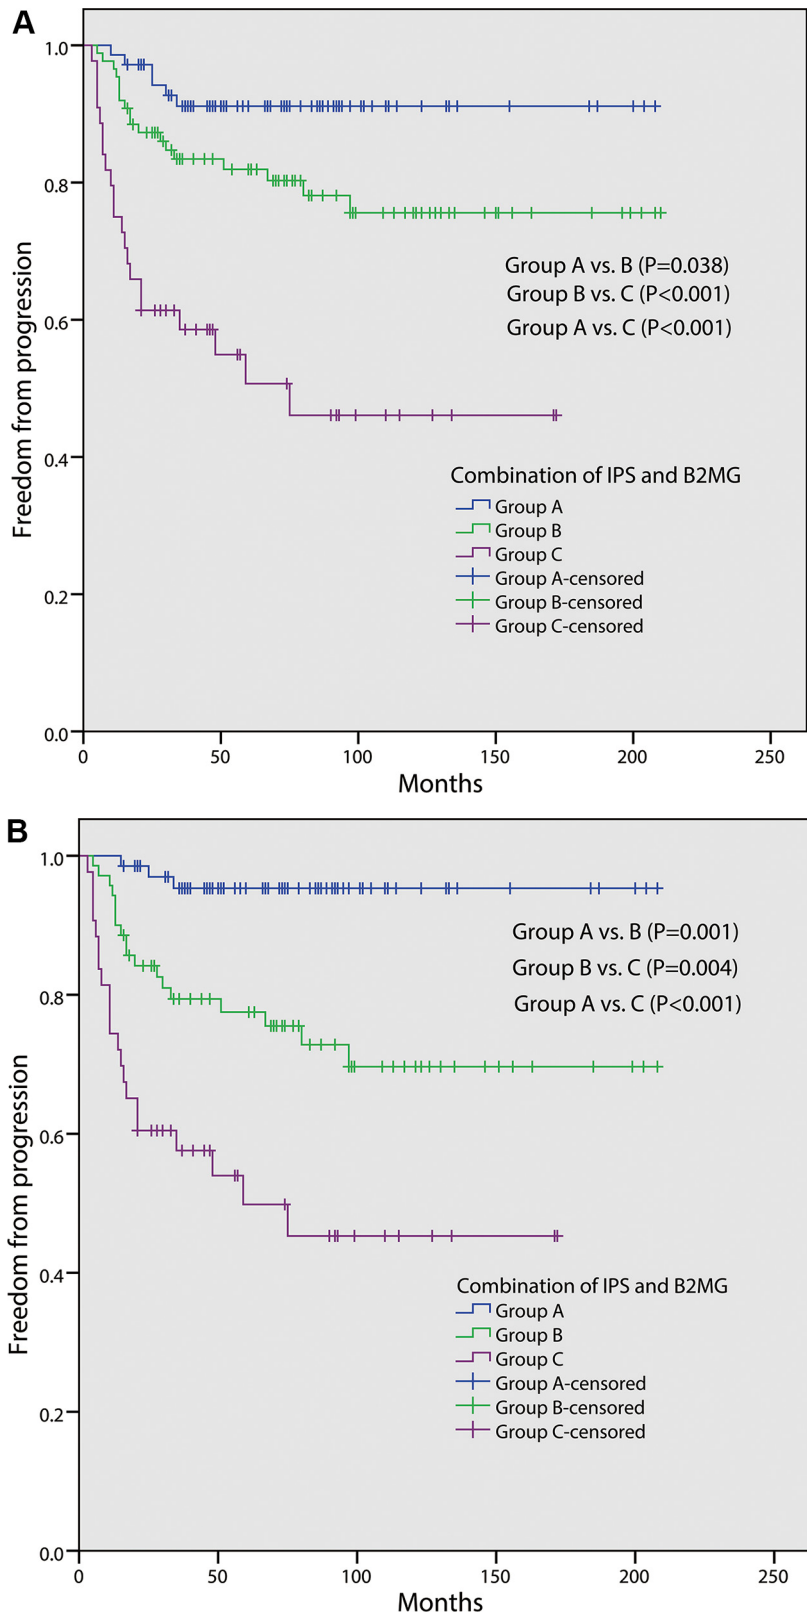 A
1.0
0.8
0.6
0.4
0.2
0.0
Freedom from progression
Group A vs. B (P=0.038)
Group B vs. C (P<0.001)
Group A vs. C (P<0.001)
Combination of IPS and B2MG
Group A
Group B
Group C
Group A-censored
Group B-censored
Group C-censored
0 50 100 150 200 250
Months
B
1.0
0.8
0.6
0.4
0.2
0.0
Freedom from progression
Group A vs. B (P=0.001)
Group B vs. C (P=0.004)
Group A vs. C (P<0.001)
Combination of IPS and B2MG
Group A
Group B
Group C
Group A-censored
Group B-censored
Group C-censored
0 50 100 150 200 250
Months